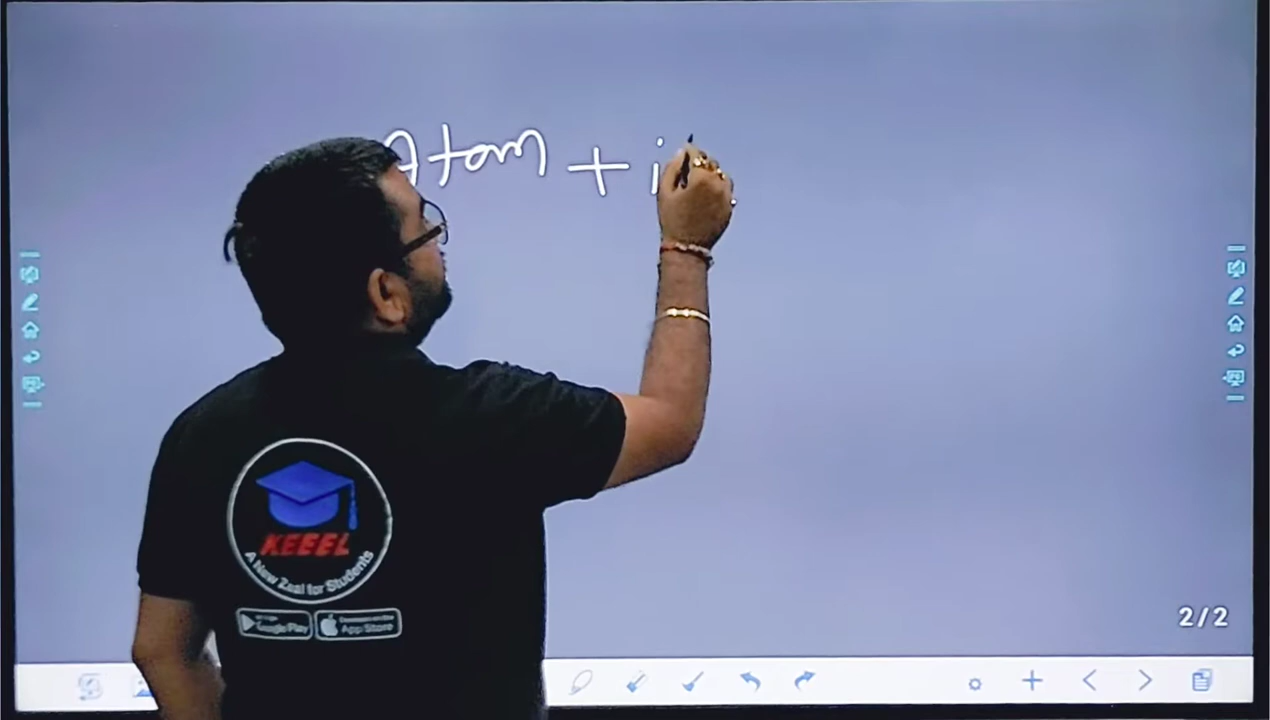 Atom + i
KEEEL
A New Zeal for Students
Google Play
App Store
2/2